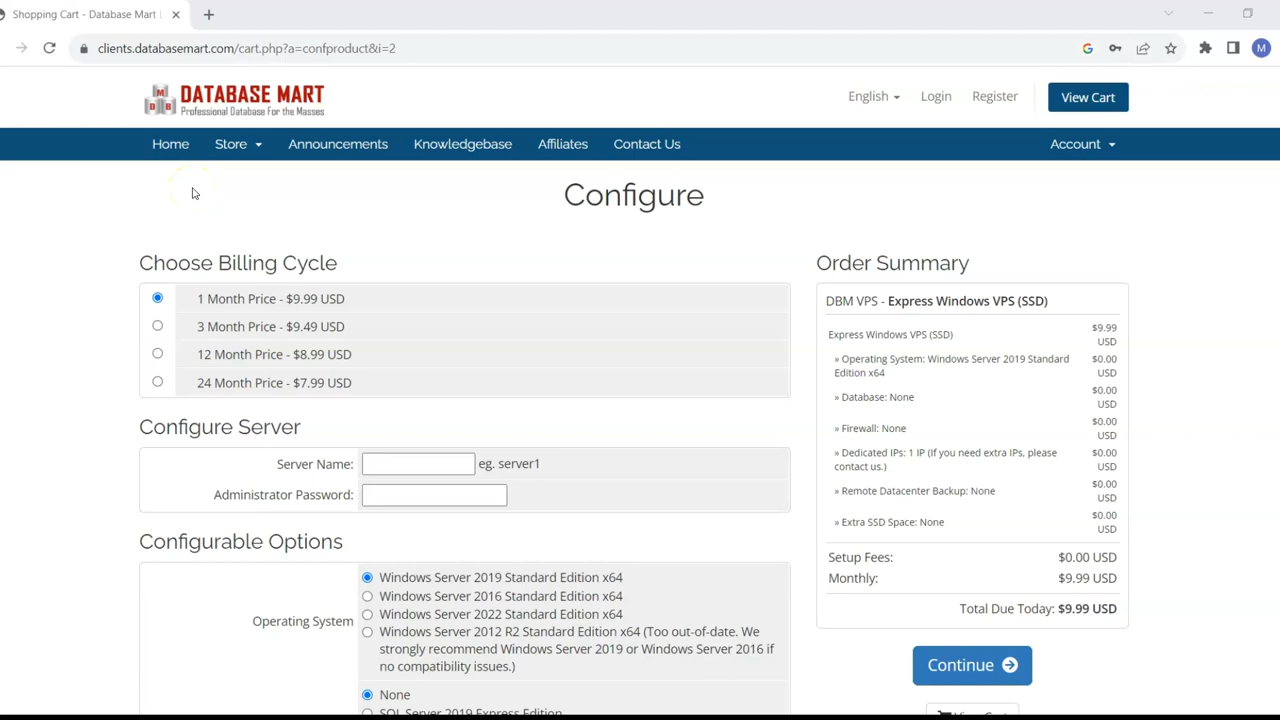 Shopping Cart - Database Mart L
clients.databasemart.com/cart.php?a=confproduct&i=2
M
M
D B
DATABASE MART
Professional Database For the Masses
English
Login
Register
View Cart
Home
Store
Announcements
Knowledgebase
Affiliates
Contact Us
Account
Configure
Choose Billing Cycle
1 Month Price - $9.99 USD
3 Month Price - $9.49 USD
12 Month Price - $8.99 USD
24 Month Price - $7.99 USD
Configure Server
Server Name:
eg. server1
Administrator Password:
Configurable Options
Operating System
Windows Server 2019 Standard Edition x64
Windows Server 2016 Standard Edition x64
Windows Server 2022 Standard Edition x64
Windows Server 2012 R2 Standard Edition x64 (Too out-of-date. We
strongly recommend Windows Server 2019 or Windows Server 2016 if
no compatibility issues.)
None
SQL Server 2019 Express Edition
Order Summary
DBM VPS - Express Windows VPS (SSD)
Express Windows VPS (SSD)
$9.99
USD
» Operating System: Windows Server 2019 Standard
Edition x64
$0.00
USD
» Database: None
$0.00
USD
» Firewall: None
$0.00
USD
» Dedicated IPs: 1 IP (If you need extra IPs, please
contact us.)
$0.00
USD
» Remote Datacenter Backup: None
$0.00
USD
» Extra SSD Space: None
$0.00
USD
Setup Fees:
$0.00 USD
Monthly:
$9.99 USD
Total Due Today: $9.99 USD
Continue